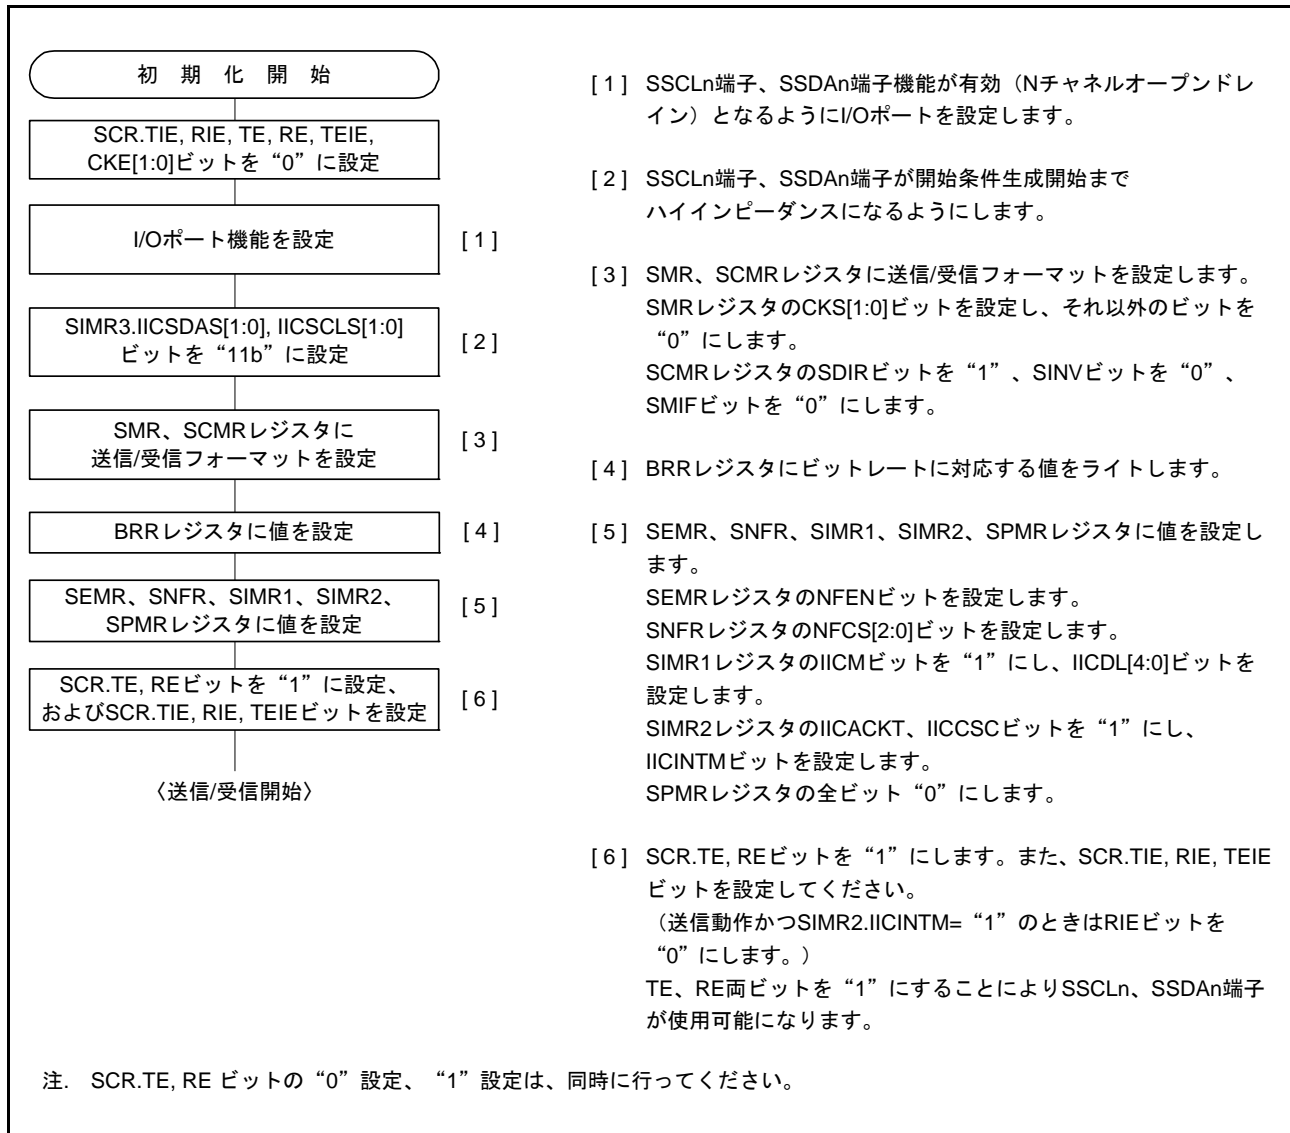 初 期 化 開 始
SCR.TIE, RIE, TE, RE, TEIE,
CKE[1:0]ビットを“0”に設定
I/Oポート機能を設定
[ 1 ]
SIMR3.IICSDAS[1:0], IICSCLS[1:0]
ビットを“11b”に設定
[ 2 ]
SMR、SCMRレジスタに
送信/受信フォーマットを設定
[ 3 ]
BRRレジスタに値を設定
[ 4 ]
SEMR、SNFR、SIMR1、SIMR2、
SPMRレジスタに値を設定
[ 5 ]
SCR.TE, REビットを“1”に設定、
およびSCR.TIE, RIE, TEIEビットを設定
[ 6 ]
〈送信/受信開始〉
[ 1 ] SSCLn端子、SSDAn端子機能が有効（Nチャネルオープンドレ
イン）となるようにI/Oポートを設定します。
[ 2 ] SSCLn端子、SSDAn端子が開始条件生成開始まで
ハイインピーダンスになるようにします。
[ 3 ] SMR、SCMRレジスタに送信/受信フォーマットを設定します。
SMRレジスタのCKS[1:0]ビットを設定し、それ以外のビットを
“0”にします。
SCMRレジスタのSDIRビットを“1”、SINVビットを“0”、
SMIFビットを“0”にします。
[ 4 ] BRRレジスタにビットレートに対応する値をライトします。
[ 5 ] SEMR、SNFR、SIMR1、SIMR2、SPMRレジスタに値を設定し
ます。
SEMRレジスタのNFENビットを設定します。
SNFRレジスタのNFCS[2:0]ビットを設定します。
SIMR1レジスタのIICMビットを“1”にし、IICDL[4:0]ビットを
設定します。
SIMR2レジスタのIICACKT、IICCSCビットを“1”にし、
IICINTMビットを設定します。
SPMRレジスタの全ビット“0”にします。
[ 6 ] SCR.TE, REビットを“1”にします。また、SCR.TIE, RIE, TEIE
ビットを設定してください。
（送信動作かつSIMR2.IICINTM=“1”のときはRIEビットを
“0”にします。）
TE、RE両ビットを“1”にすることによりSSCLn、SSDAn端子
が使用可能になります。
注. SCR.TE, RE ビットの“0”設定、“1”設定は、同時に行ってください。